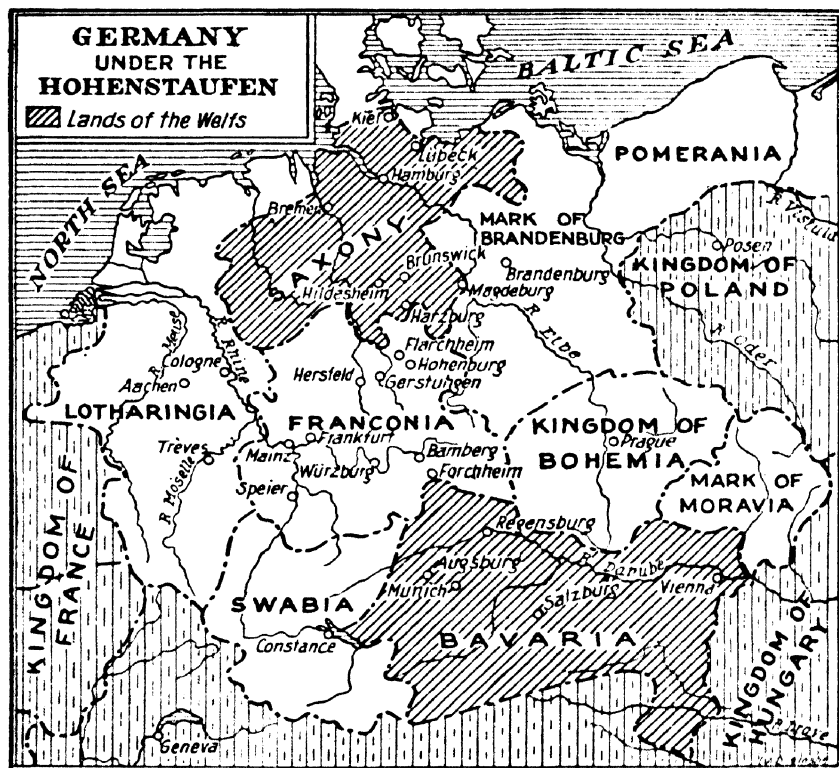 GERMANY
UNDER THE
HOHENSTAUFEN
Lands of the Welfs
BALTIC SEA
NORTH SEA
Kiel
Lübeck
Hamburg
POMERANIA
Bremen
SAXONY
MARK OF
BRANDENBURG
R Vistula
Posen
Brunswick
Brandenburg
KINGDOM OF
POLAND
Hildesheim
Magdeburg
Harzburg
R Elbe
R Oder
R Meuse
R Rhine
Flarchheim
Hohenburg
Cologne
Aachen
Hersfeld
Gerstungen
LOTHARINGIA
FRANCONIA
KINGDOM OF
BOHEMIA
Prague
Frankfurt
Trèves
Mainz
Würzburg
Bamberg
Forchheim
MARK OF
MORAVIA
Speier
R Moselle
KINGDOM OF
FRANCE
Regensburg
Augsburg
R Danube
Munich
Salzburg
Vienna
SWABIA
BAVARIA
Constance
KINGDOM OF
HUNGARY
Geneva